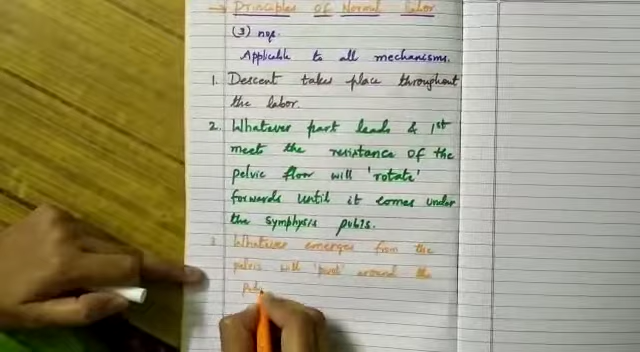 → Principles of Normal labor
(3) nos.
Applicable to all mechanisms.
1. Descent takes place throughout
the labor.
2. Whatever part leads & 1st
meet the resistance of the
pelvic floor will 'rotate'
forwards until it comes under
the symphysis pubis.
3. Whatever emerges from the
pelvis will 'pivot' around the
pub